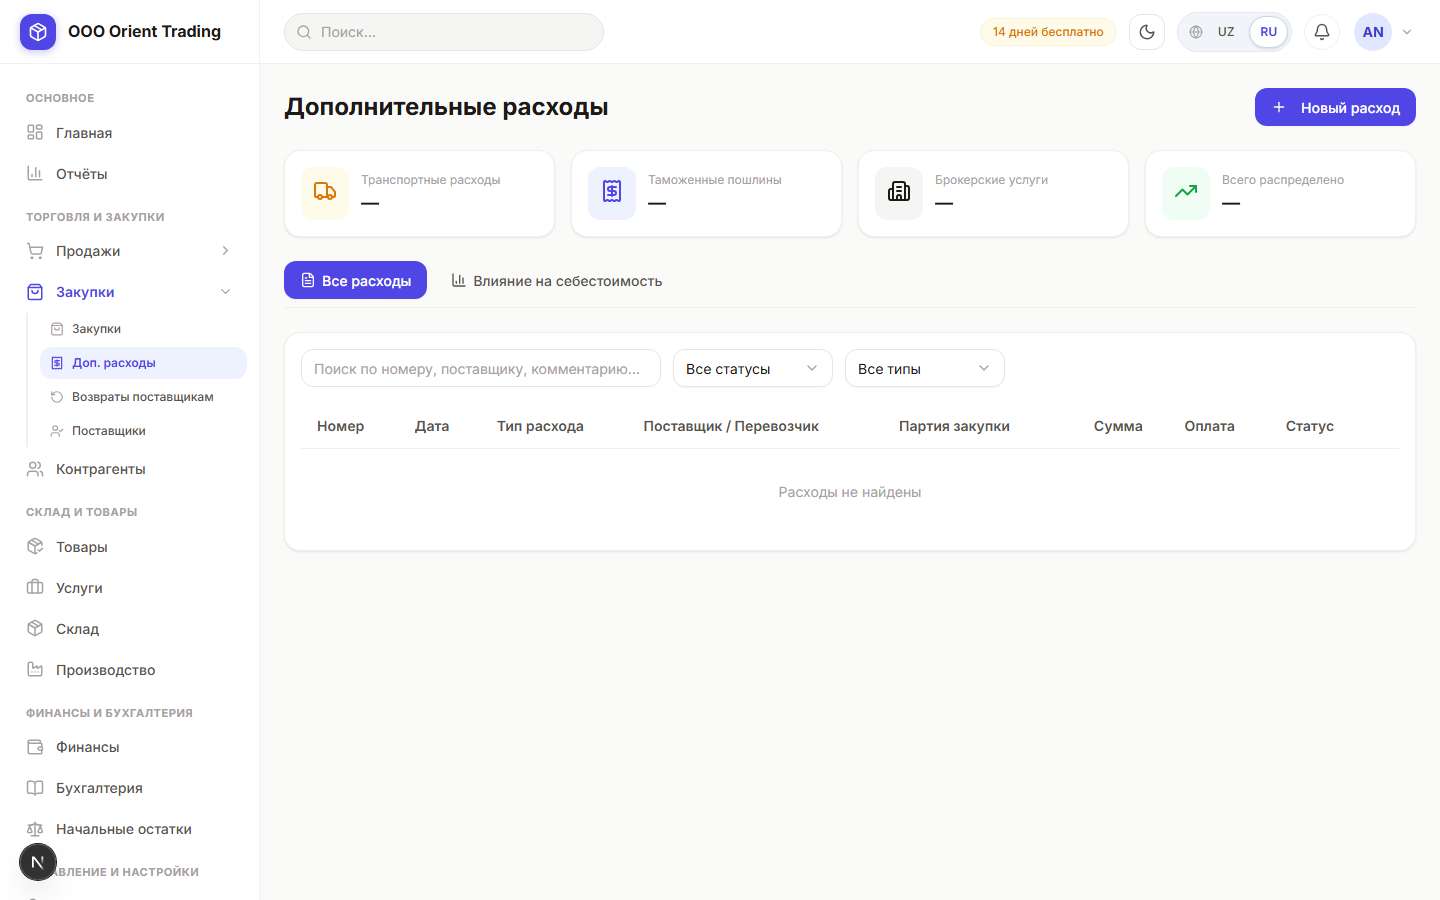 OOO Orient Trading
Поиск...
14 дней бесплатно
UZ
RU
AN
ОСНОВНОЕ
Главная
Отчёты
ТОРГОВЛЯ И ЗАКУПКИ
Продажи
Закупки
Закупки
Доп. расходы
Возвраты поставщикам
Поставщики
Контрагенты
СКЛАД И ТОВАРЫ
Товары
Услуги
Склад
Производство
ФИНАНСЫ И БУХГАЛТЕРИЯ
Финансы
Бухгалтерия
Начальные остатки
N
АВЛЕНИЕ И НАСТРОЙКИ
Дополнительные расходы
Новый расход
Транспортные расходы
—
Таможенные пошлины
—
Брокерские услуги
—
Всего распределено
—
Все расходы
Влияние на себестоимость
Поиск по номеру, поставщику, комментарию...
Все статусы
Все типы
Номер Дата Тип расхода Поставщик / Перевозчик Партия закупки Сумма Оплата Статус
Расходы не найдены